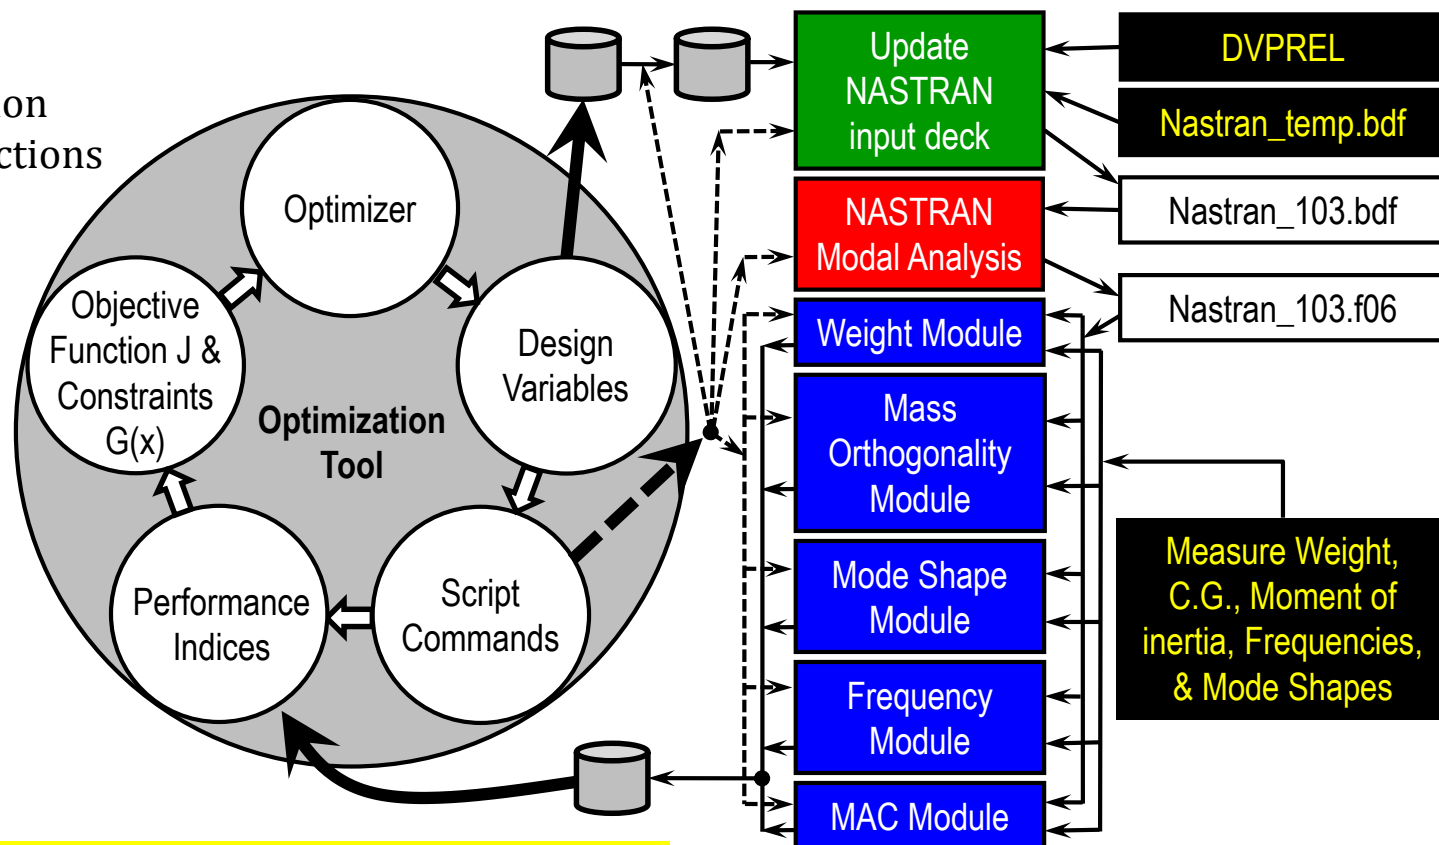 on
ctions
Optimizer
Objective
Function J &
Constraints
G(x)
Design
Variables
Optimization
Tool
Performance
Indices
Script
Commands
Update
NASTRAN
input deck
NASTRAN
Modal Analysis
Weight Module
Mass
Orthogonality
Module
Mode Shape
Module
Frequency
Module
MAC Module
DVPREL
Nastran_temp.bdf
Nastran_103.bdf
Nastran_103.f06
Measure Weight,
C.G., Moment of
inertia, Frequencies,
& Mode Shapes